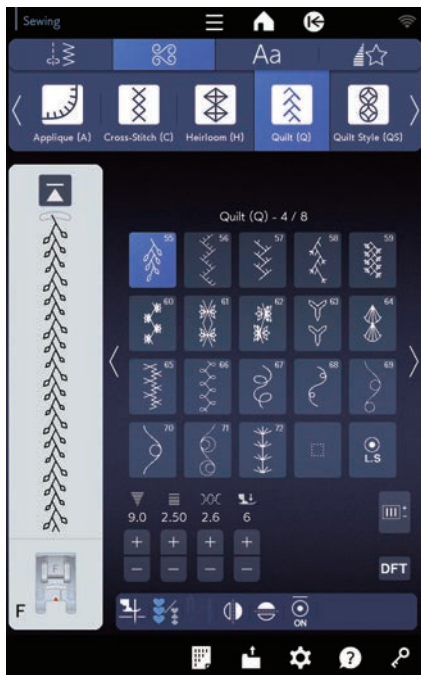 Sewing
Aa
Applique (A) Cross-Stitch (C) Heirloom (H) Quilt (Q) Quilt Style (QS)
Quilt (Q) - 4 / 8
55 56 57 58 59
60 61 62 63 64
65 66 67 68 69
70 71 72
L.S
9.0 2.50 2.6 6
+ + + +
- - - -
DFT
F
F
ON
?